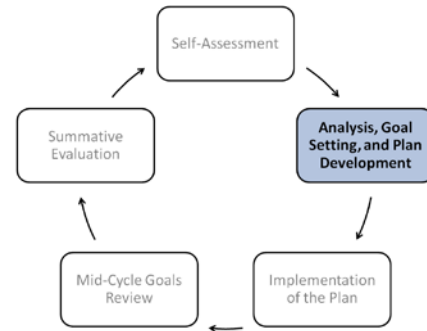 Self-Assessment
Analysis, Goal
Setting, and Plan
Development
Implementation
of the Plan
Mid-Cycle Goals
Review
Summative
Evaluation